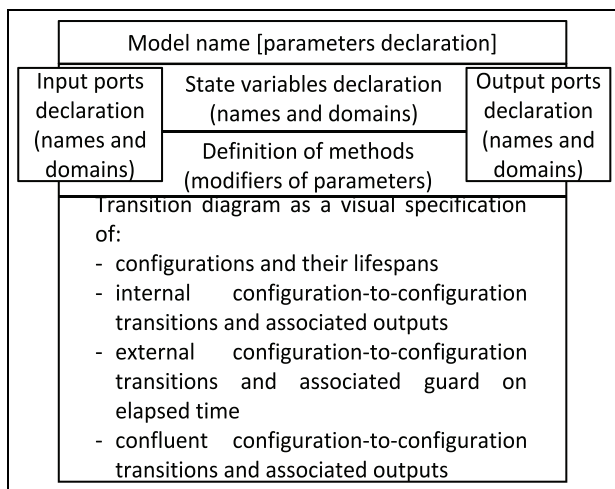 Model name [parameters declaration]
Input ports
declaration
(names and
domains)
State variables declaration
(names and domains)
Definition of methods
(modifiers of parameters)
Output ports
declaration
(names and
domains)
Transition diagram as a visual specification
of:
- configurations and their lifespans
- internal configuration-to-configuration
transitions and associated outputs
- external configuration-to-configuration
transitions and associated guard on
elapsed time
- confluent configuration-to-configuration
transitions and associated outputs